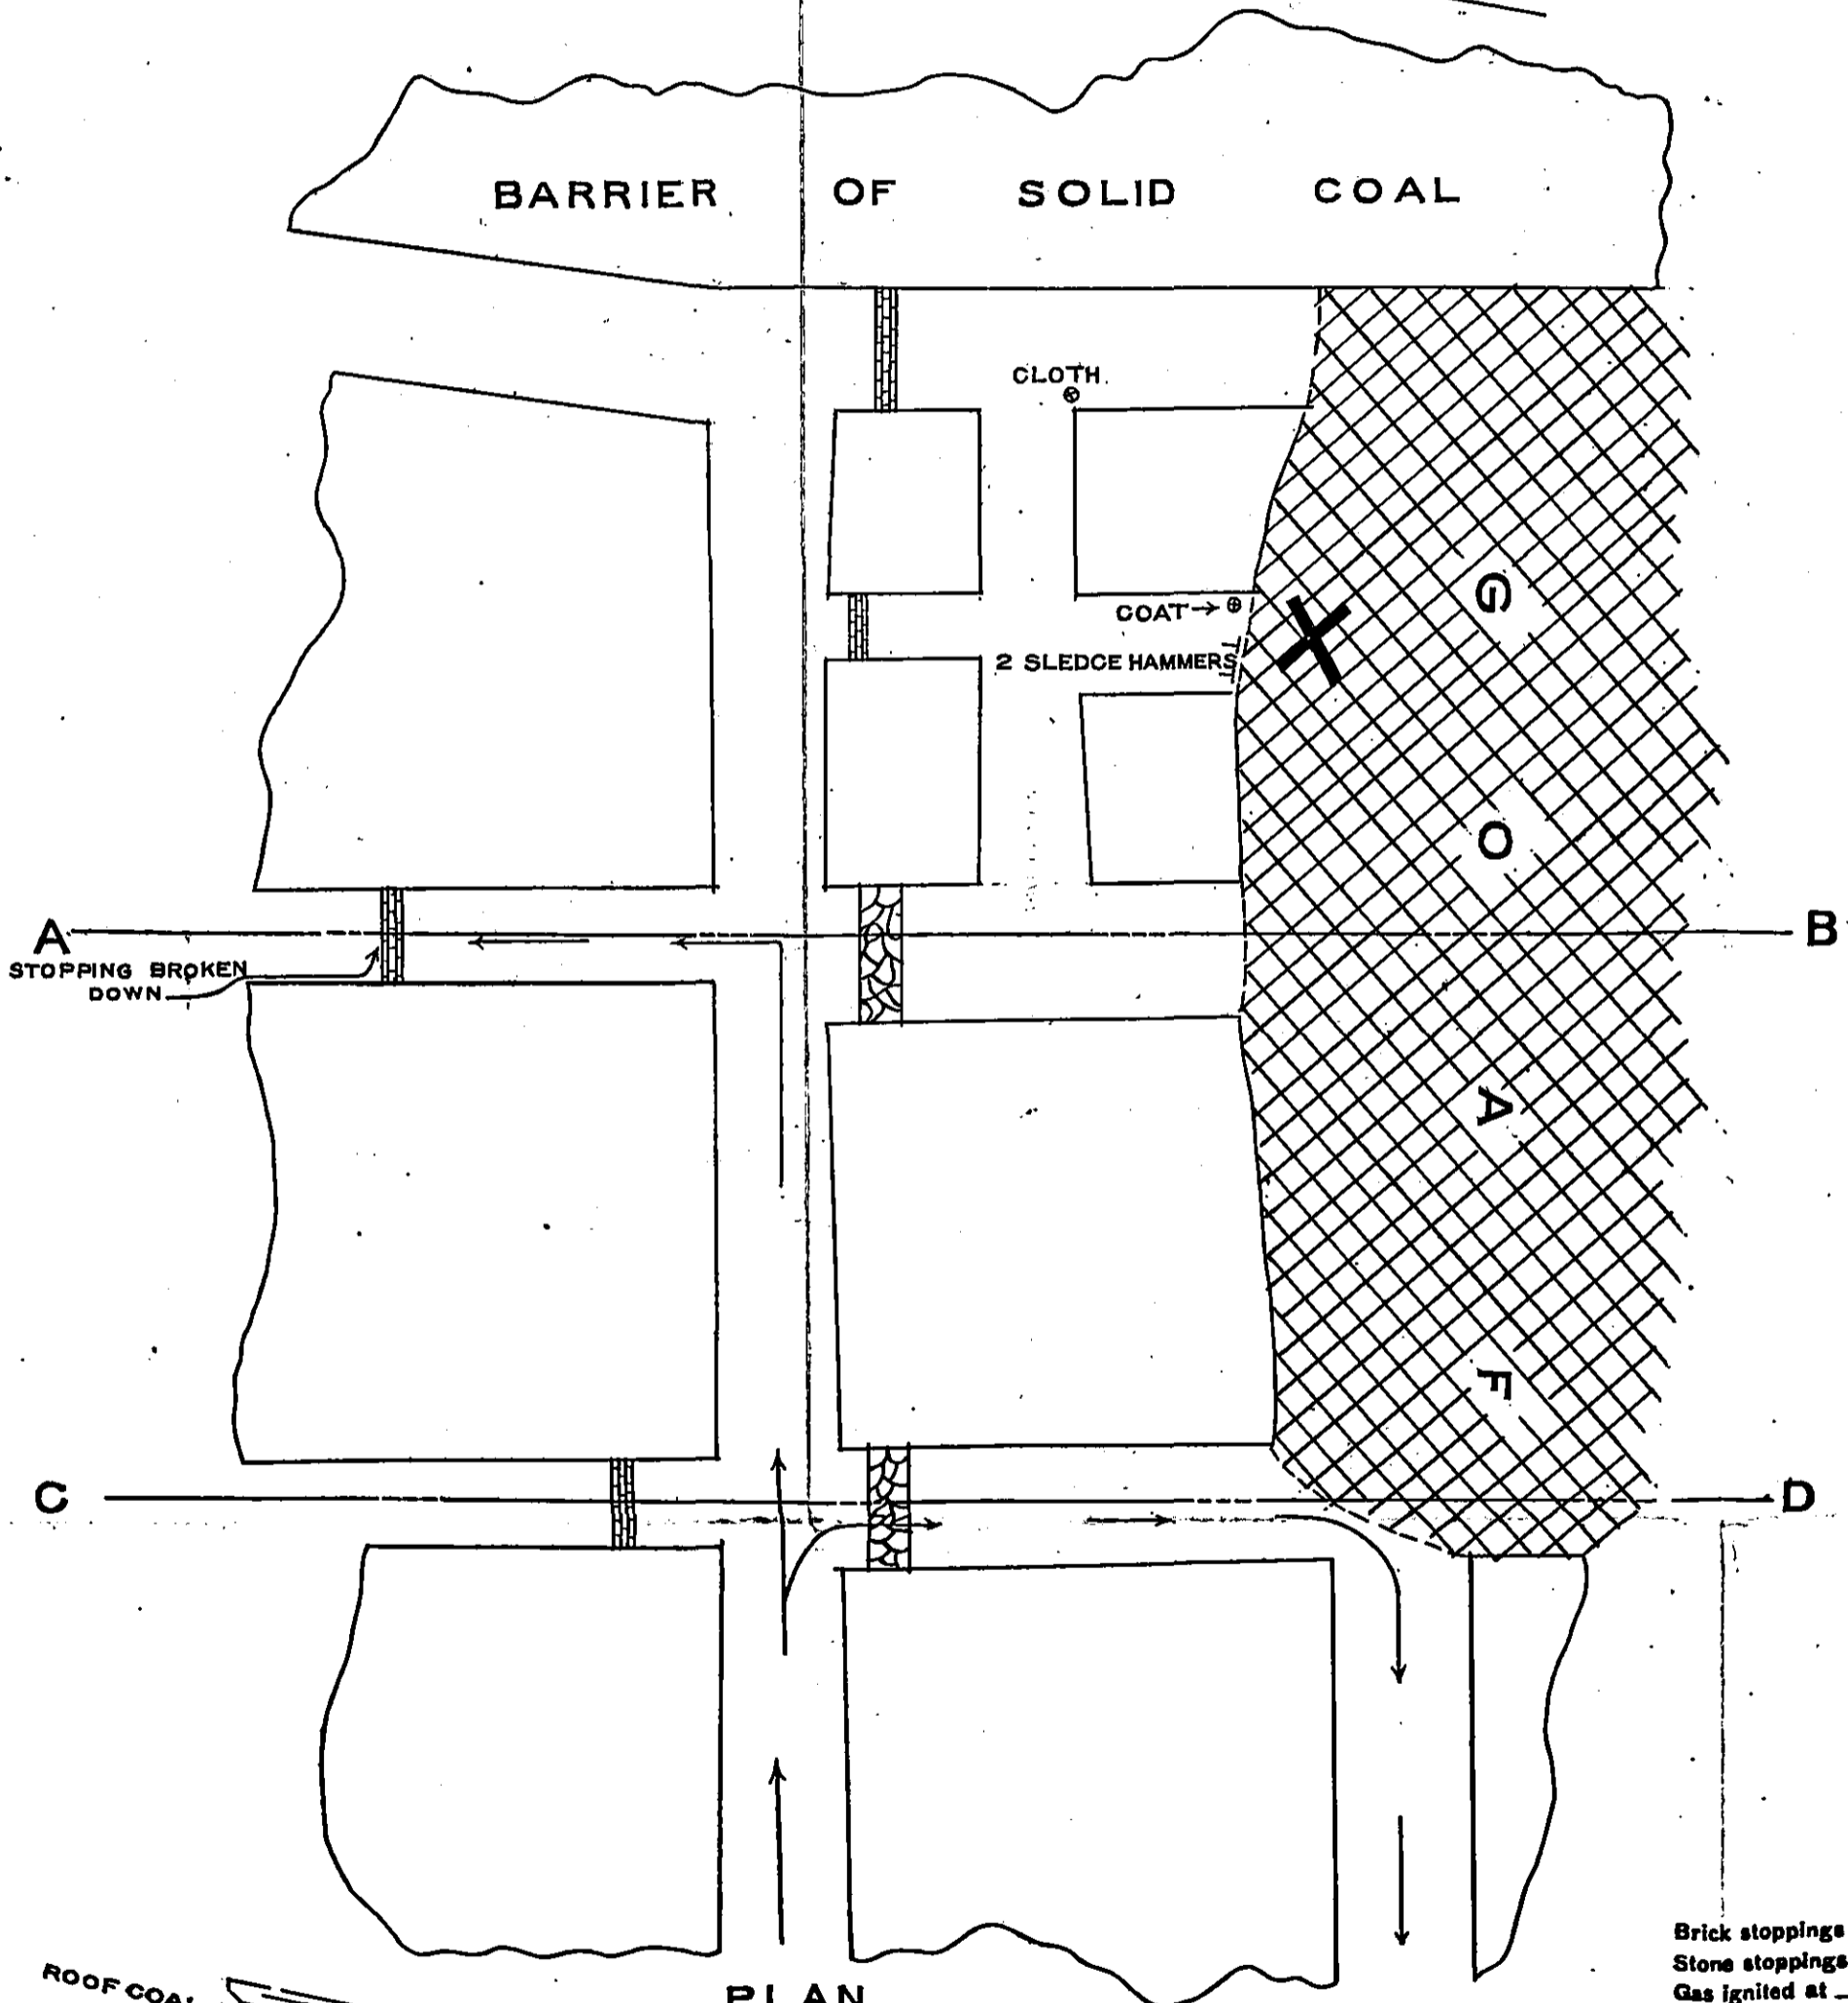 BARRIER OF SOLID COAL
CLOTH
COAT
2 SLEDGE HAMMERS
G
O
A
F
A
B
STOPPING BROKEN
DOWN
C
D
ROOF COAL
PLAN
Brick stoppings
Stone stoppings
Gas ignited at